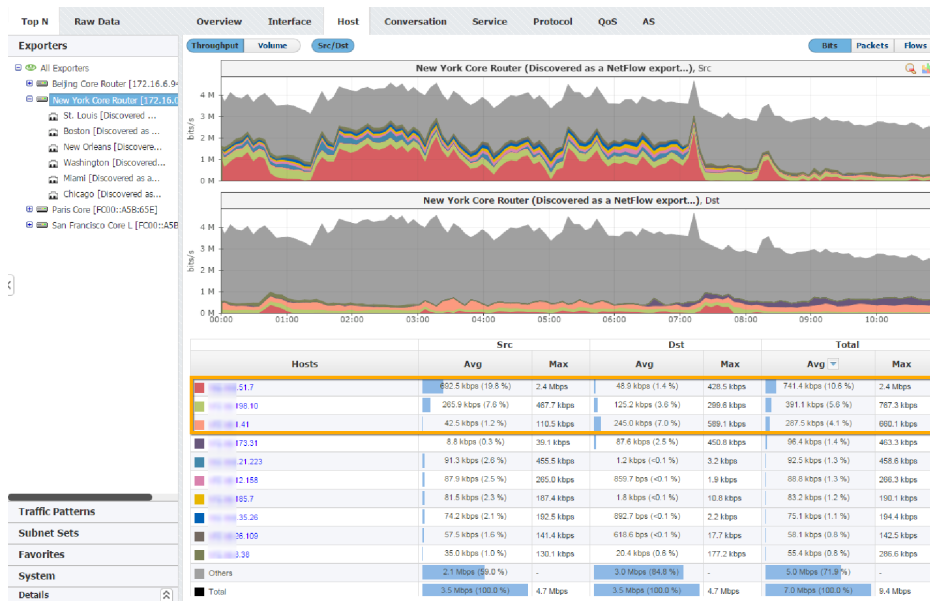 Top N Raw Data Overview Interface Host Conversation Service Protocol QoS AS
Exporters
Throughput Volume Src/Dst Bits Packets Flows
All Exporters
Beijing Core Router [172.16.6.94
New York Core Router [172.16.0
St. Louis [Discovered ...
Boston [Discovered as ...
New Orleans [Discovere...
Washington [Discovered...
Miami [Discovered as a...
Chicago [Discovered as...
Paris Core [FC00::A5B:65E]
San Francisco Core L [FC00::A5B
New York Core Router (Discovered as a NetFlow export...), Src
bits/s
4 M
3 M
2 M
1 M
0 M
New York Core Router (Discovered as a NetFlow export...), Dst
bits/s
4 M
3 M
2 M
1 M
0 M
00:00 01:00 02:00 03:00 04:00 05:00 06:00 07:00 08:00 09:00 10:00
Src Dst Total
Hosts Avg Max Avg Max Avg Max
.51.7 692.5 kbps (19.8 %) 2.4 Mbps 48.9 kbps (1.4 %) 428.5 kbps 741.4 kbps (10.6 %) 2.4 Mbps
198.10 265.9 kbps (7.6 %) 467.7 kbps 125.2 kbps (3.6 %) 299.6 kbps 391.1 kbps (5.6 %) 767.3 kbps
.41 42.5 kbps (1.2 %) 110.5 kbps 245.0 kbps (7.0 %) 589.1 kbps 287.5 kbps (4.1 %) 660.1 kbps
173.31 8.8 kbps (0.3 %) 39.1 kbps 87.6 kbps (2.5 %) 450.8 kbps 96.4 kbps (1.4 %) 463.3 kbps
.21.223 91.3 kbps (2.6 %) 455.5 kbps 1.2 kbps (<0.1 %) 3.2 kbps 92.5 kbps (1.3 %) 458.6 kbps
12.158 87.9 kbps (2.5 %) 265.0 kbps 859.7 bps (<0.1 %) 1.9 kbps 88.8 kbps (1.3 %) 266.3 kbps
185.7 81.5 kbps (2.3 %) 187.4 kbps 1.8 kbps (<0.1 %) 10.8 kbps 83.2 kbps (1.2 %) 190.1 kbps
.35.26 74.2 kbps (2.1 %) 192.5 kbps 892.7 bps (<0.1 %) 2.2 kbps 75.1 kbps (1.1 %) 194.4 kbps
26.109 57.5 kbps (1.6 %) 141.4 kbps 618.6 bps (<0.1 %) 17.7 kbps 58.1 kbps (0.8 %) 142.5 kbps
3.38 35.0 kbps (1.0 %) 130.1 kbps 20.4 kbps (0.6 %) 177.2 kbps 55.4 kbps (0.8 %) 286.6 kbps
Others 2.1 Mbps (59.0 %) - 3.0 Mbps (84.8 %) - 5.0 Mbps (71.9 %) -
Total 3.5 Mbps (100.0 %) 4.7 Mbps 3.5 Mbps (100.0 %) 4.7 Mbps 7.0 Mbps (100.0 %) 9.4 Mbps
Traffic Patterns
Subnet Sets
Favorites
System
Details